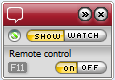 SHOW WATCH
Remote control
F11 on OFF